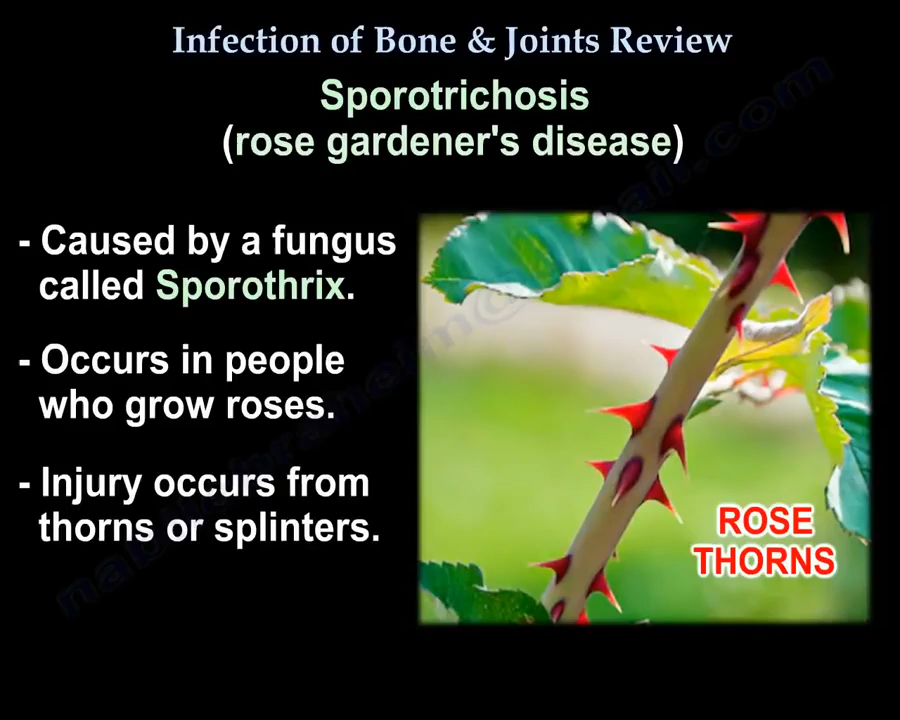 Infection of Bone & Joints Review
Sporotrichosis
(rose gardener's disease)
- Caused by a fungus
called Sporothrix.
- Occurs in people
who grow roses.
- Injury occurs from
thorns or splinters.
ROSE
THORNS